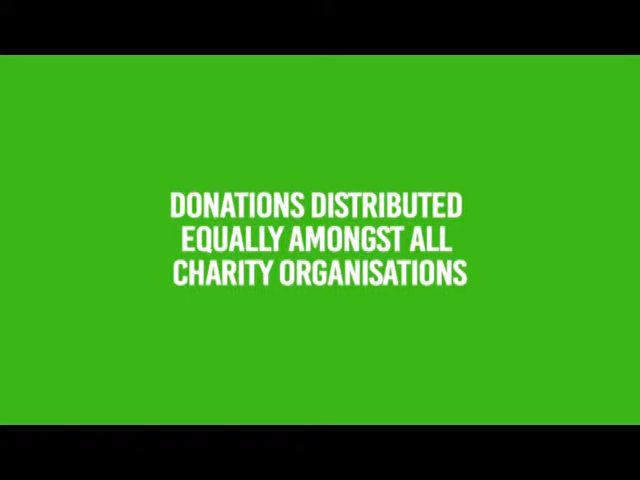 DONATIONS DISTRIBUTED
EQUALLY AMONGST ALL
CHARITY ORGANISATIONS